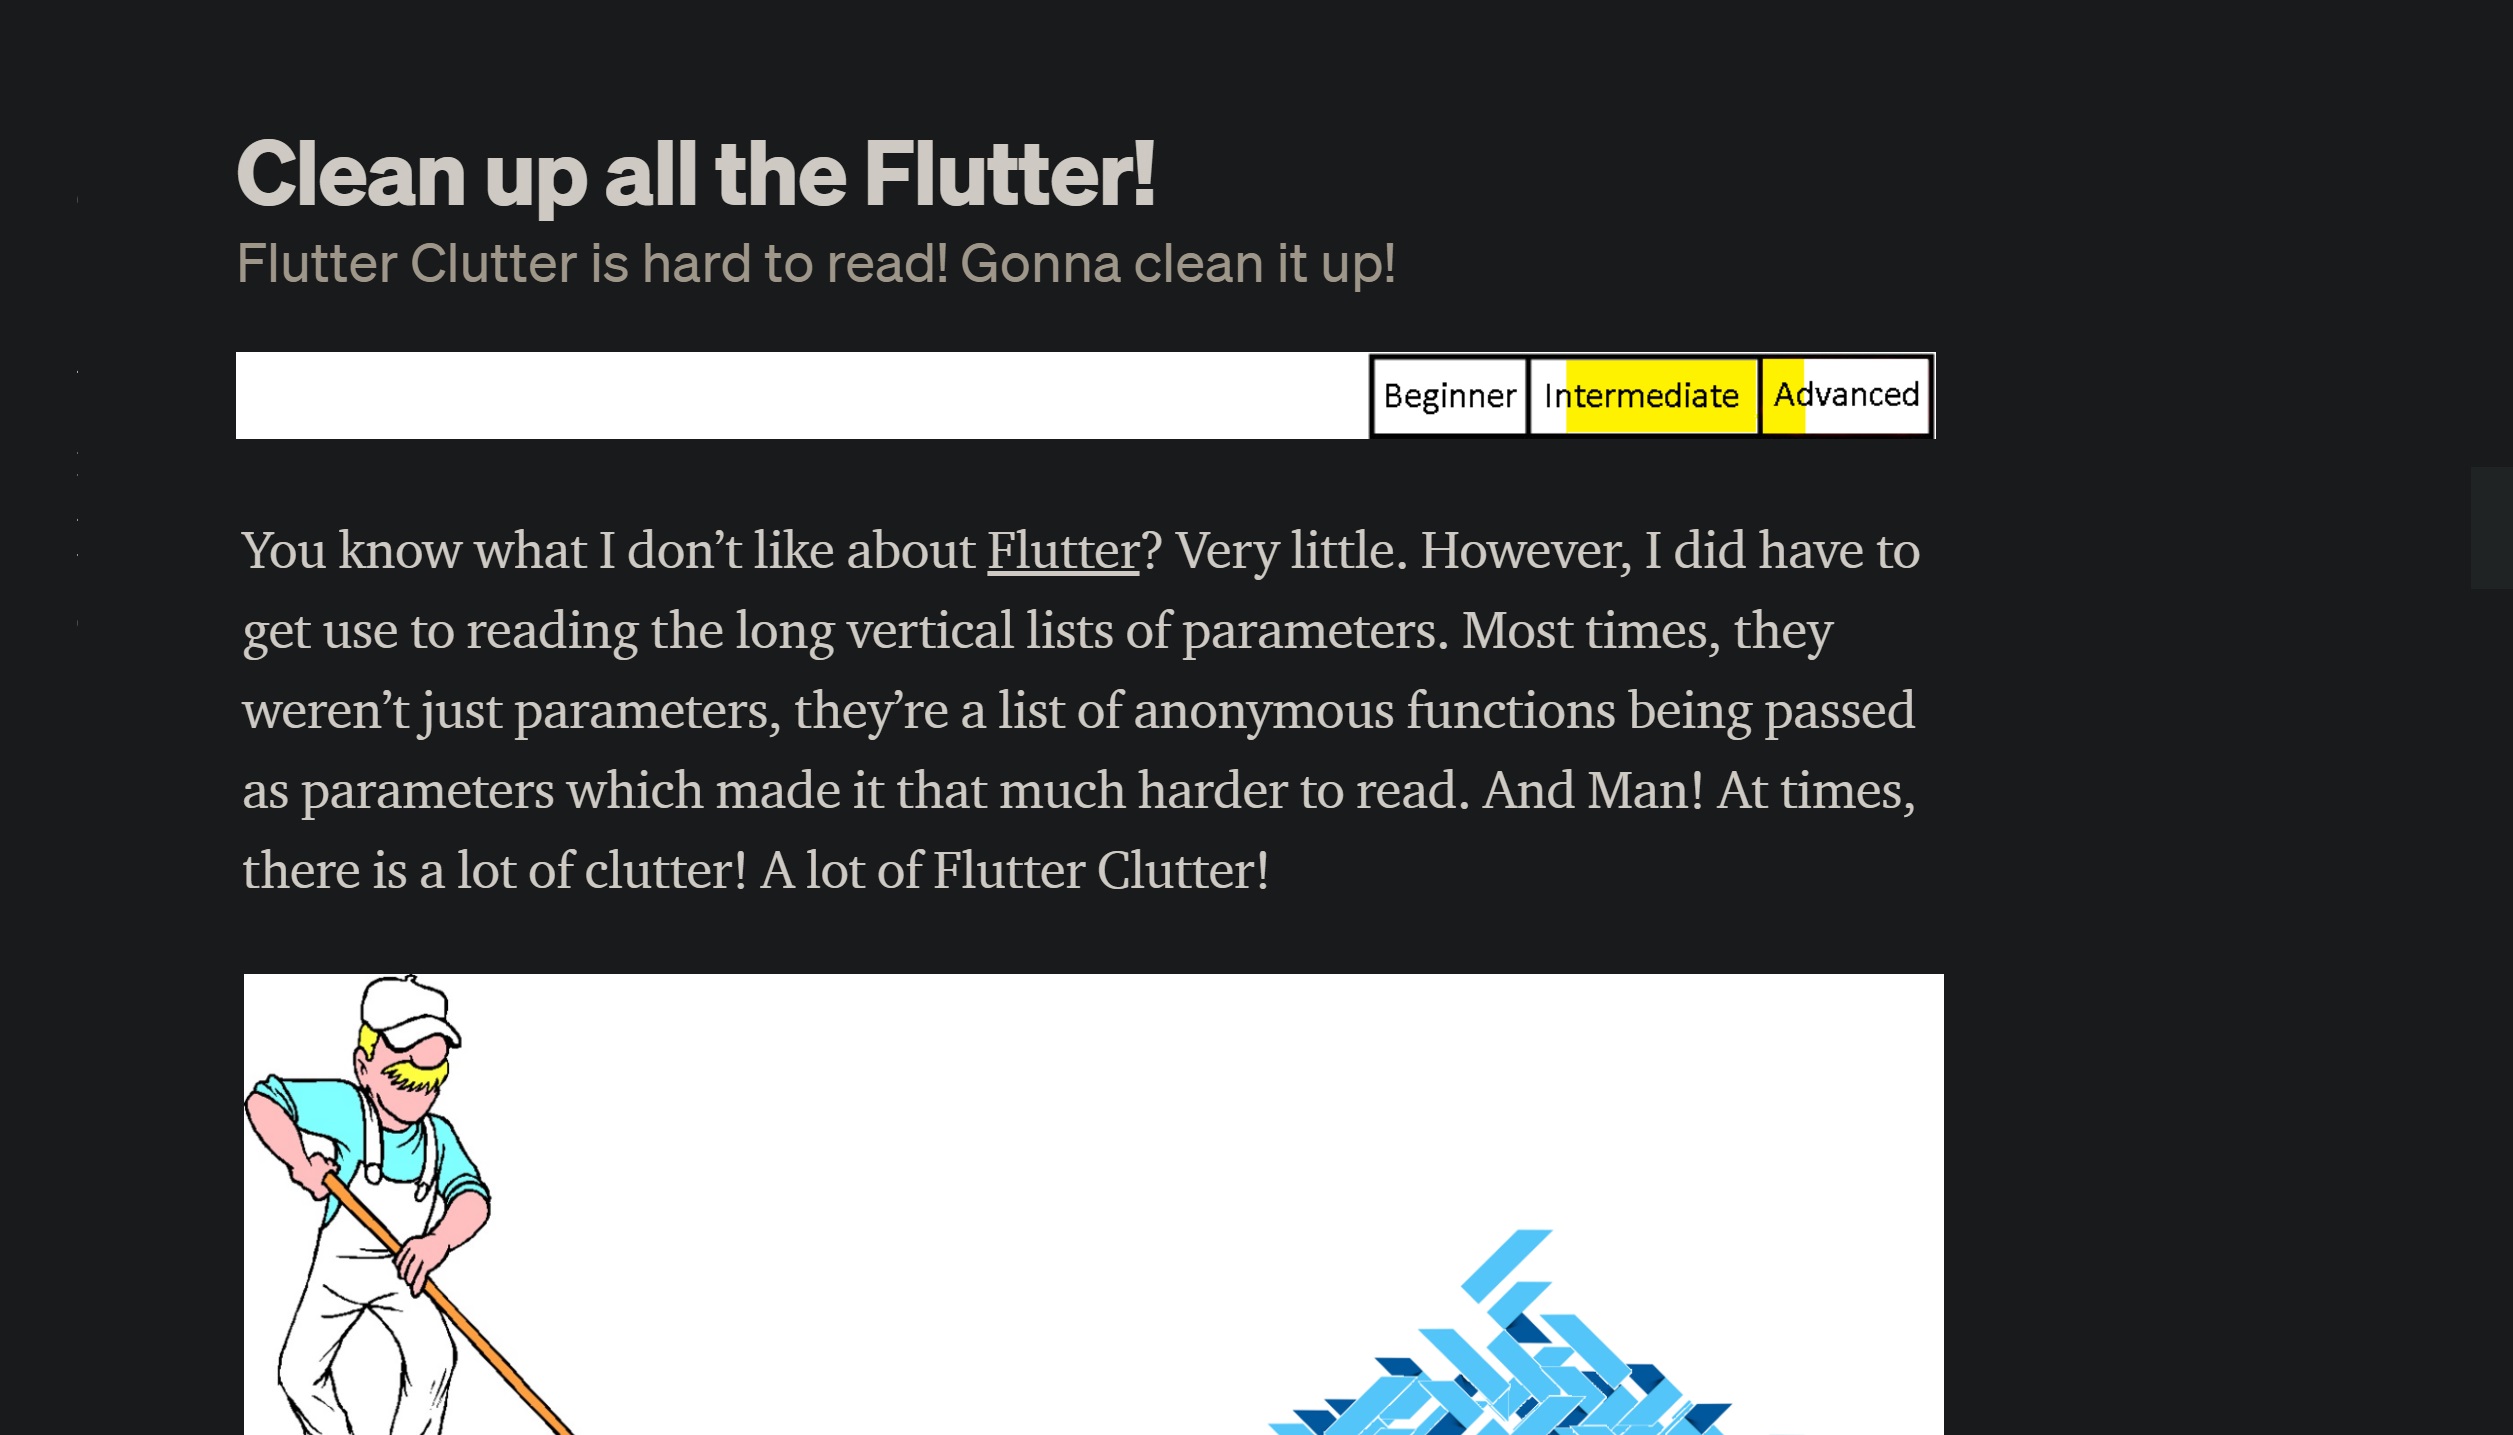 Clean up all the Flutter!
Flutter Clutter is hard to read! Gonna clean it up!
Beginner Intermediate Advanced
You know what I don’t like about Flutter? Very little. However, I did have to
get use to reading the long vertical lists of parameters. Most times, they
weren’t just parameters, they’re a list of anonymous functions being passed
as parameters which made it that much harder to read. And Man! At times,
there is a lot of clutter! A lot of Flutter Clutter!